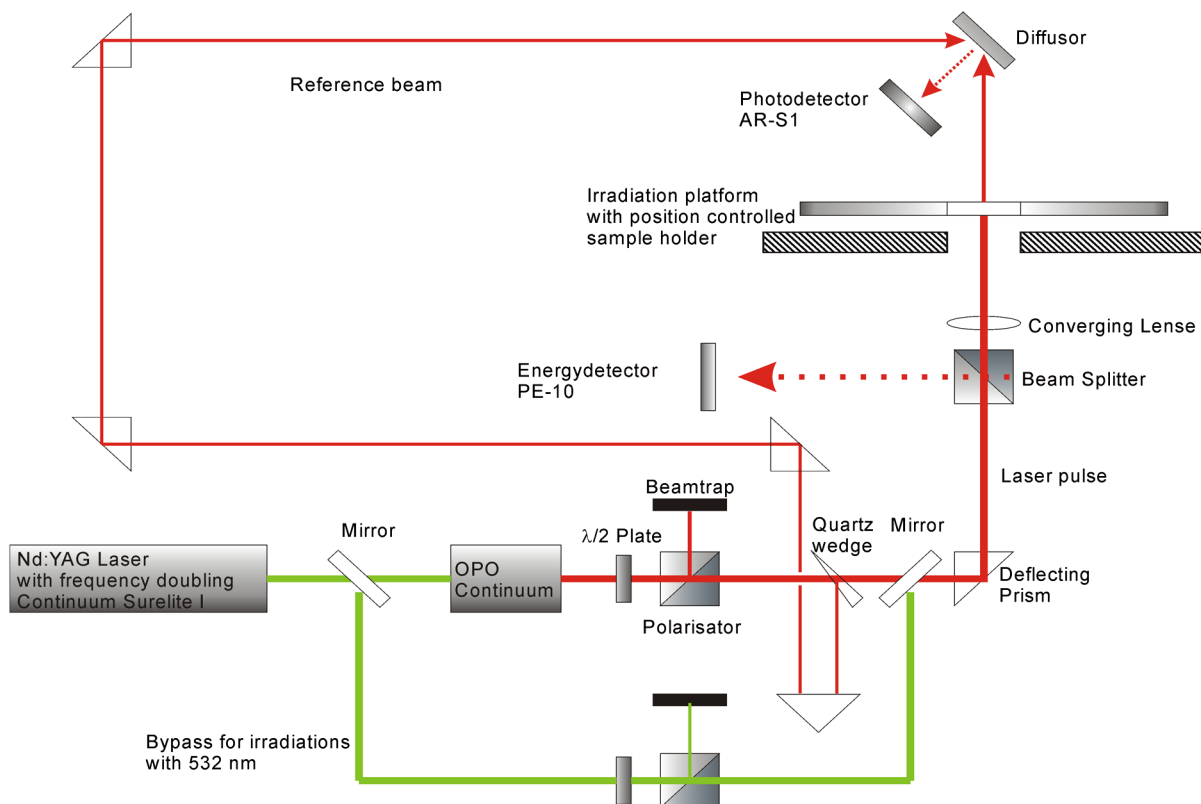 Diffusor
Reference beam
Photodetector
AR-S1
Irradiation platform
with position controlled
sample holder
Converging Lense
Energydetector
PE-10
Beam Splitter
Laser pulse
Beamtrap
Mirror
λ/2 Plate
Quartz
wedge
Mirror
Nd:YAG Laser
with frequency doubling
Continuum Surelite I
OPO
Continuum
Deflecting
Prism
Polarisator
Bypass for irradiations
with 532 nm